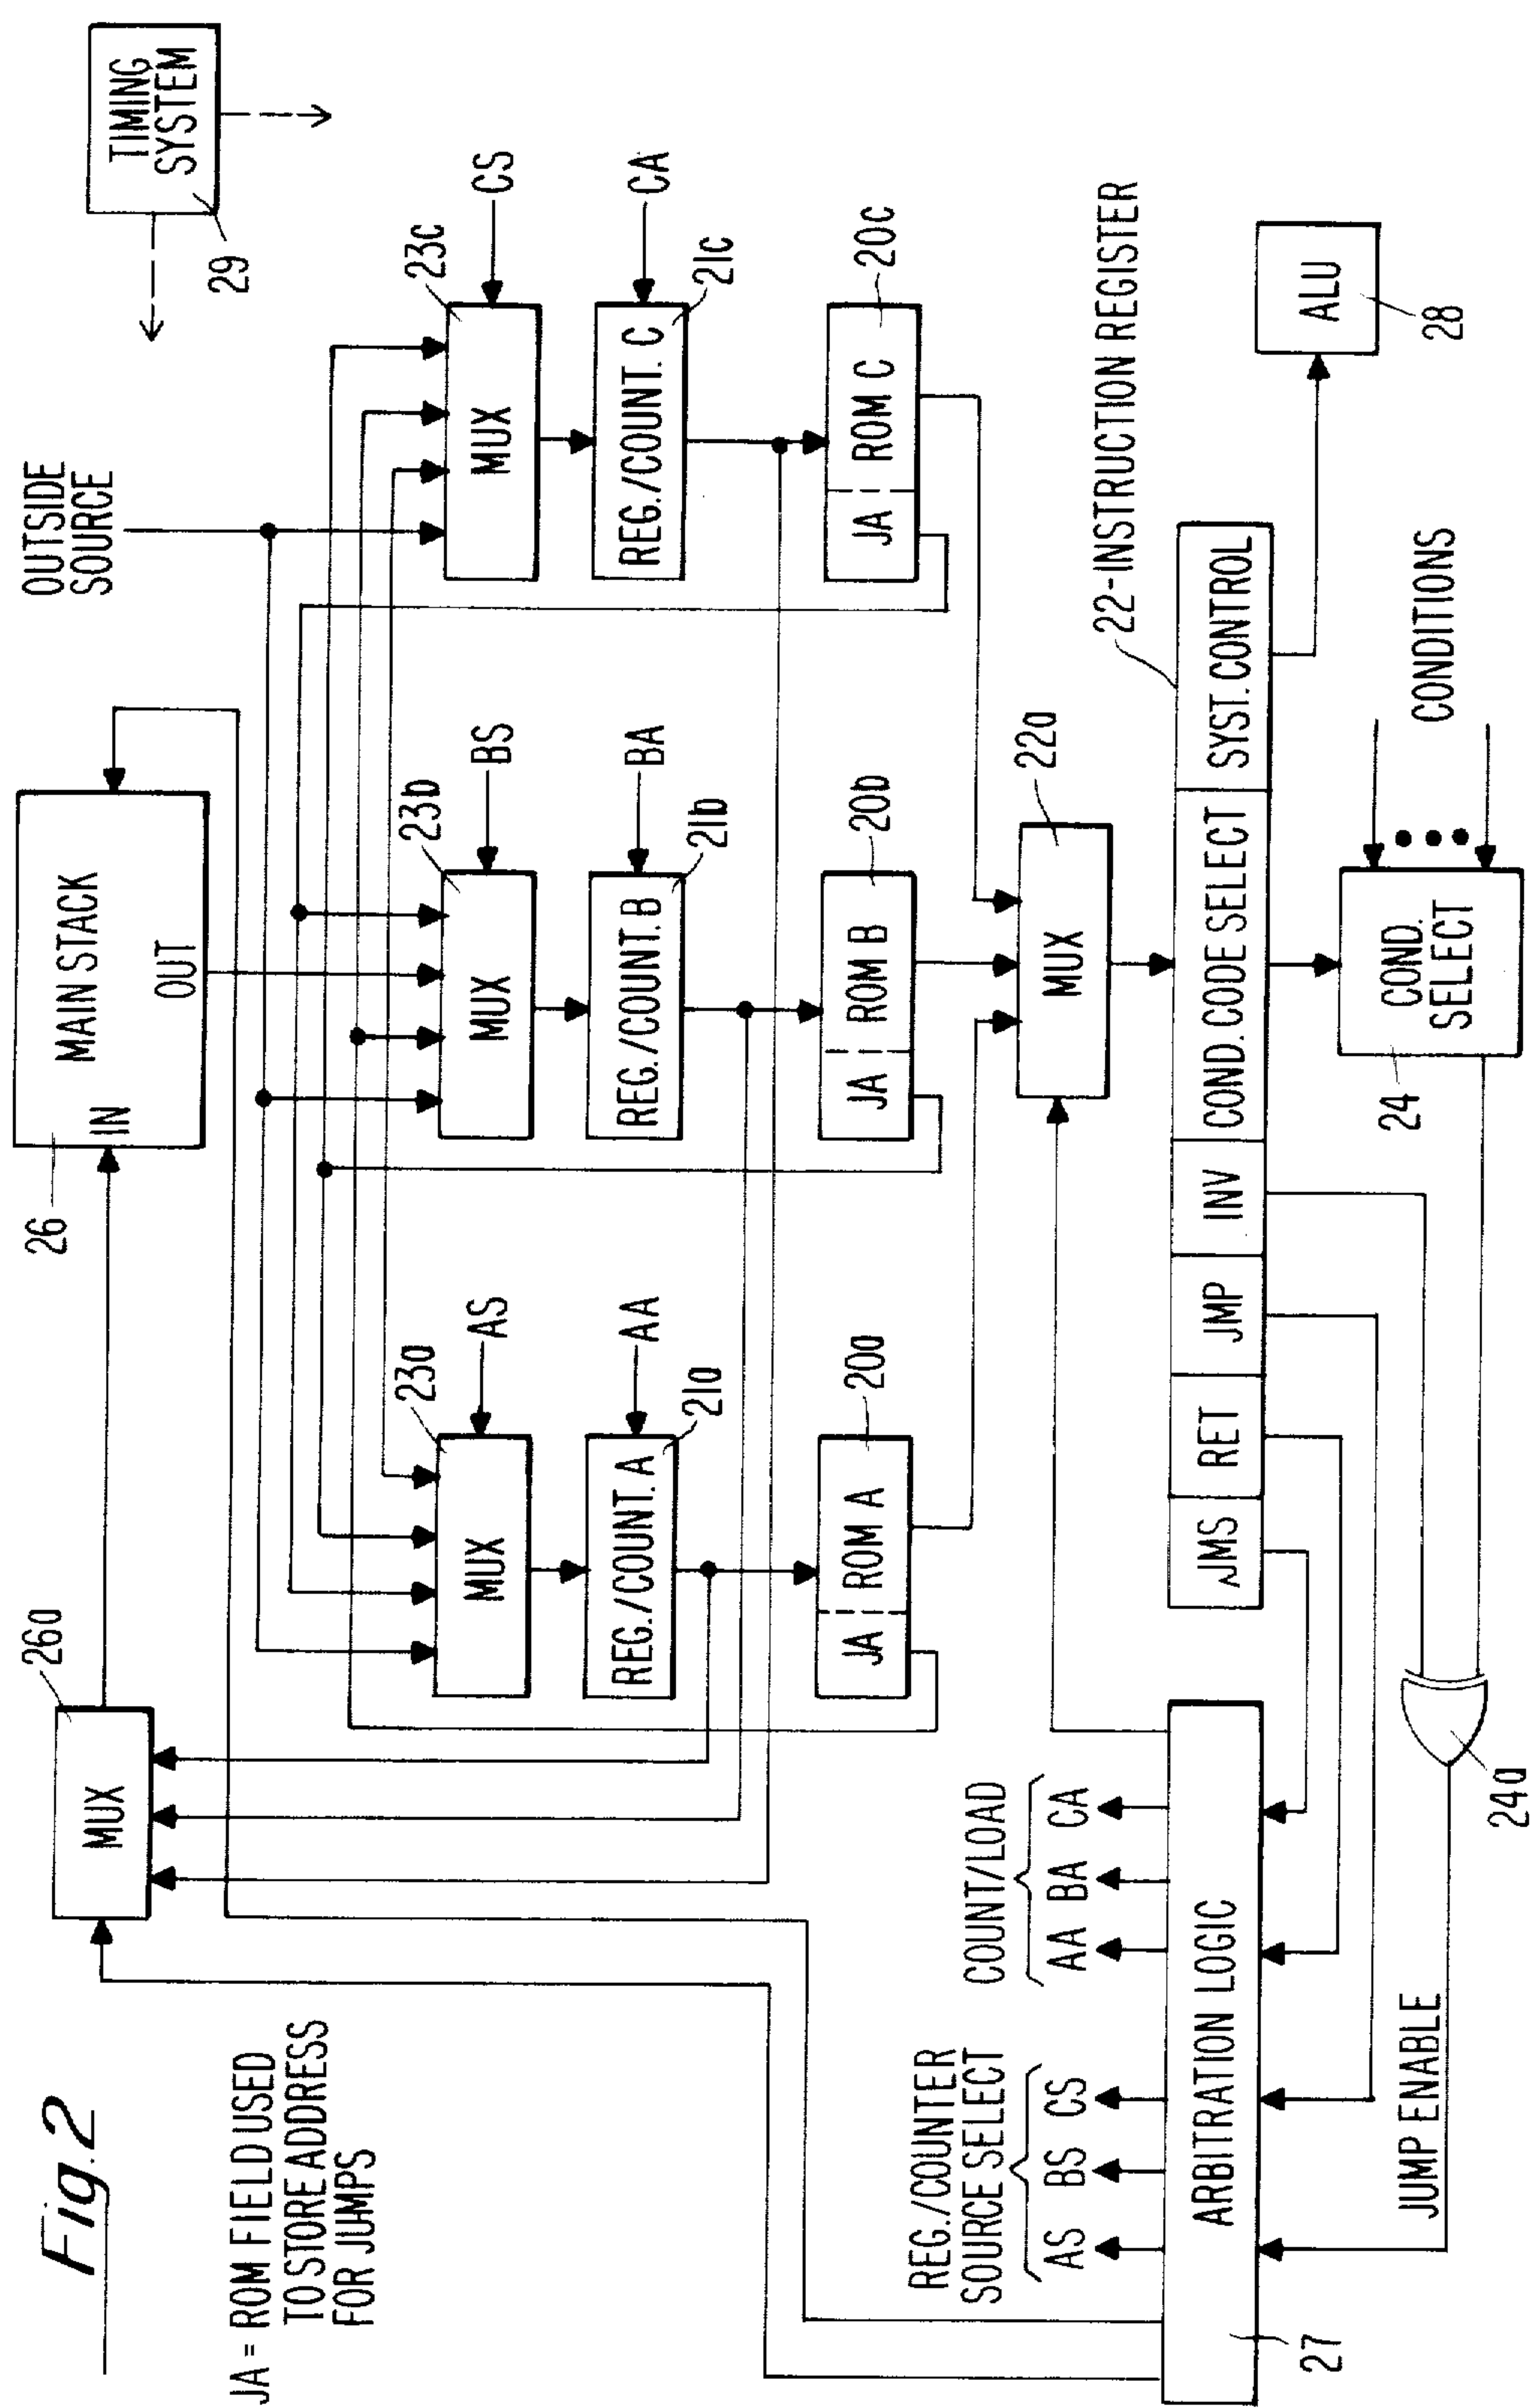 Fig. 2
JA = ROM FIELD USED
TO STORE ADDRESS
FOR JUMPS
26a
MUX
26
IN
MAIN STACK
OUT
OUTSIDE
SOURCE
TIMING
SYSTEM
29
23a
MUX
AS
23b
MUX
BS
23c
MUX
CS
REG./COUNT. A
AA
21a
REG./COUNT. B
BA
21b
REG./COUNT. C
CA
21c
JA
ROM A
20a
JA
ROM B
20b
JA
ROM C
20c
MUX
22a
REG./COUNTER
SOURCE SELECT
AS BS CS
COUNT/LOAD
AA BA CA
ARBITRATION LOGIC
27
22-INSTRUCTION REGISTER
JMS
RET
JMP
INV
COND. CODE SELECT
SYST. CONTROL
ALU
28
JUMP ENABLE
24a
24
COND.
SELECT
CONDITIONS